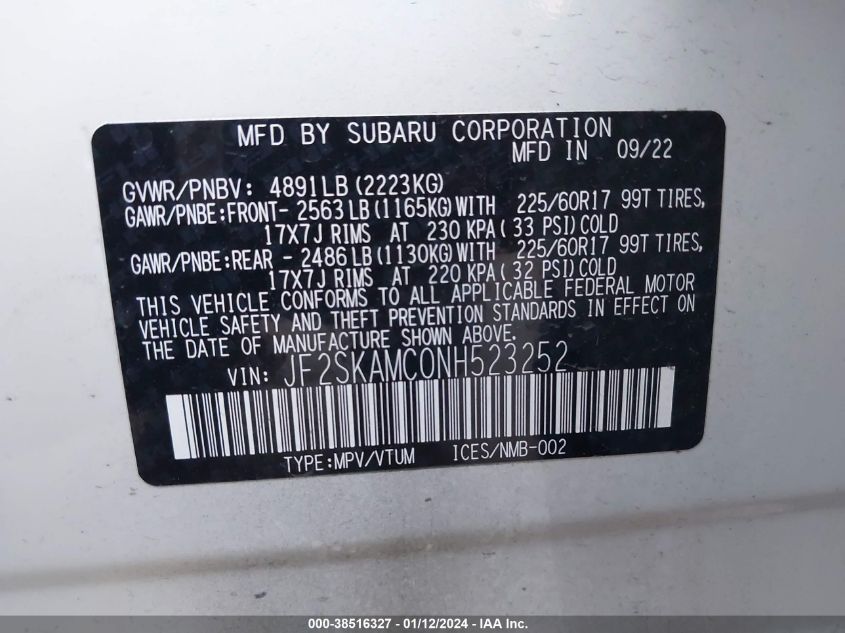 MFD BY SUBARU CORPORATION
MFD IN 09/22
GVWR/PNBV: 4891LB(2223KG)
GAWR/PNBE:FRONT- 2563LB(1165KG)WITH 225/60R17 99T TIRES,
17X7J RIMS AT 230 KPA(33 PSI)COLD
GAWR/PNBE:REAR - 2486LB(1130KG)WITH 225/60R17 99T TIRES,
17X7J RIMS AT 220 KPA(32 PSI)COLD
THIS VEHICLE CONFORMS TO ALL APPLICABLE FEDERAL MOTOR
VEHICLE SAFETY AND THEFT PREVENTION STANDARDS IN EFFECT ON
THE DATE OF MANUFACTURE SHOWN ABOVE.
VIN: JF2SKAMC0NH523252
TYPE:MPV/VTUM ICES/NMB-002
000-38516327 - 01/12/2024 - IAA Inc.